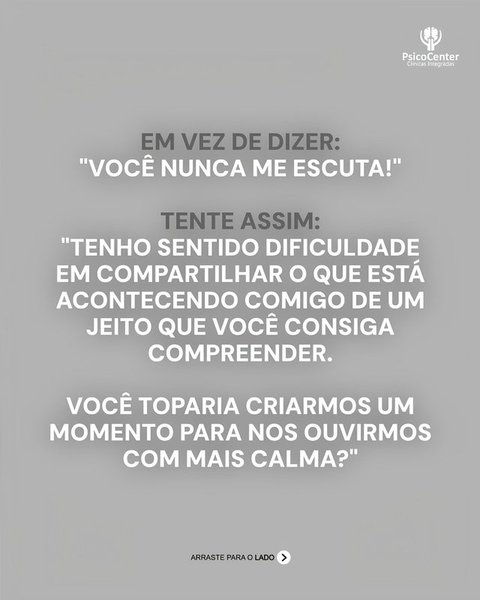 PsicoCenter
Clínicas Integradas
EM VEZ DE DIZER:
"VOCÊ NUNCA ME ESCUTA!"
TENTE ASSIM:
"TENHO SENTIDO DIFICULDADE
EM COMPARTILHAR O QUE ESTÁ
ACONTECENDO COMIGO DE UM
JEITO QUE VOCÊ CONSIGA
COMPREENDER.
VOCÊ TOPARIA CRIARMOS UM
MOMENTO PARA NOS OUVIRMOS
COM MAIS CALMA?"
ARRASTE PARA O LADO